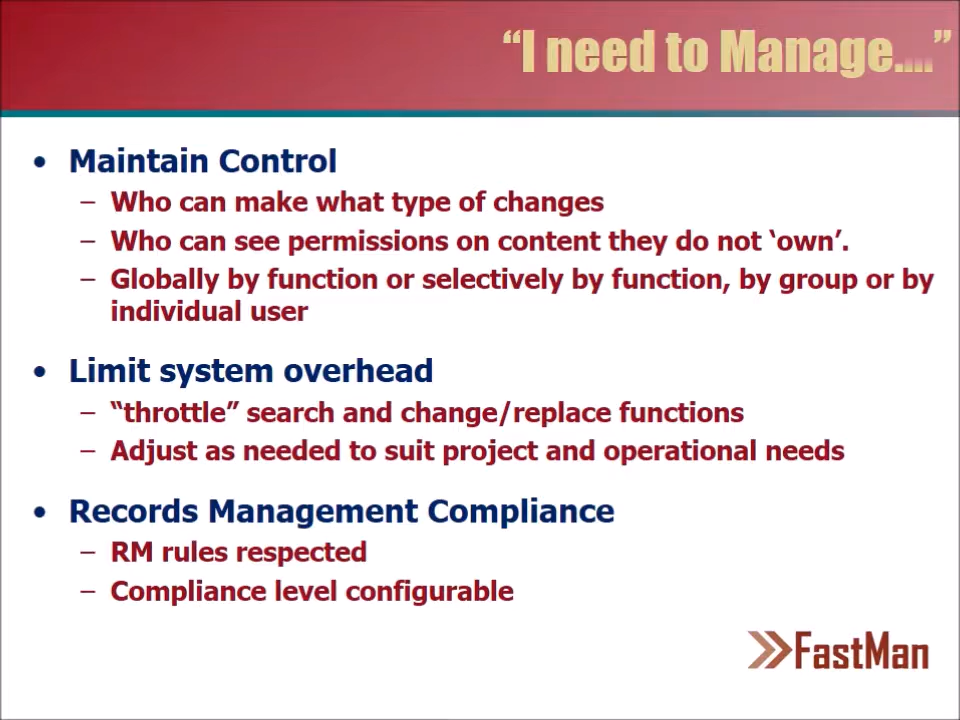 “I need to Manage....”
• Maintain Control
– Who can make what type of changes
– Who can see permissions on content they do not ‘own’.
– Globally by function or selectively by function, by group or by
individual user
• Limit system overhead
– “throttle” search and change/replace functions
– Adjust as needed to suit project and operational needs
• Records Management Compliance
– RM rules respected
– Compliance level configurable
FastMan